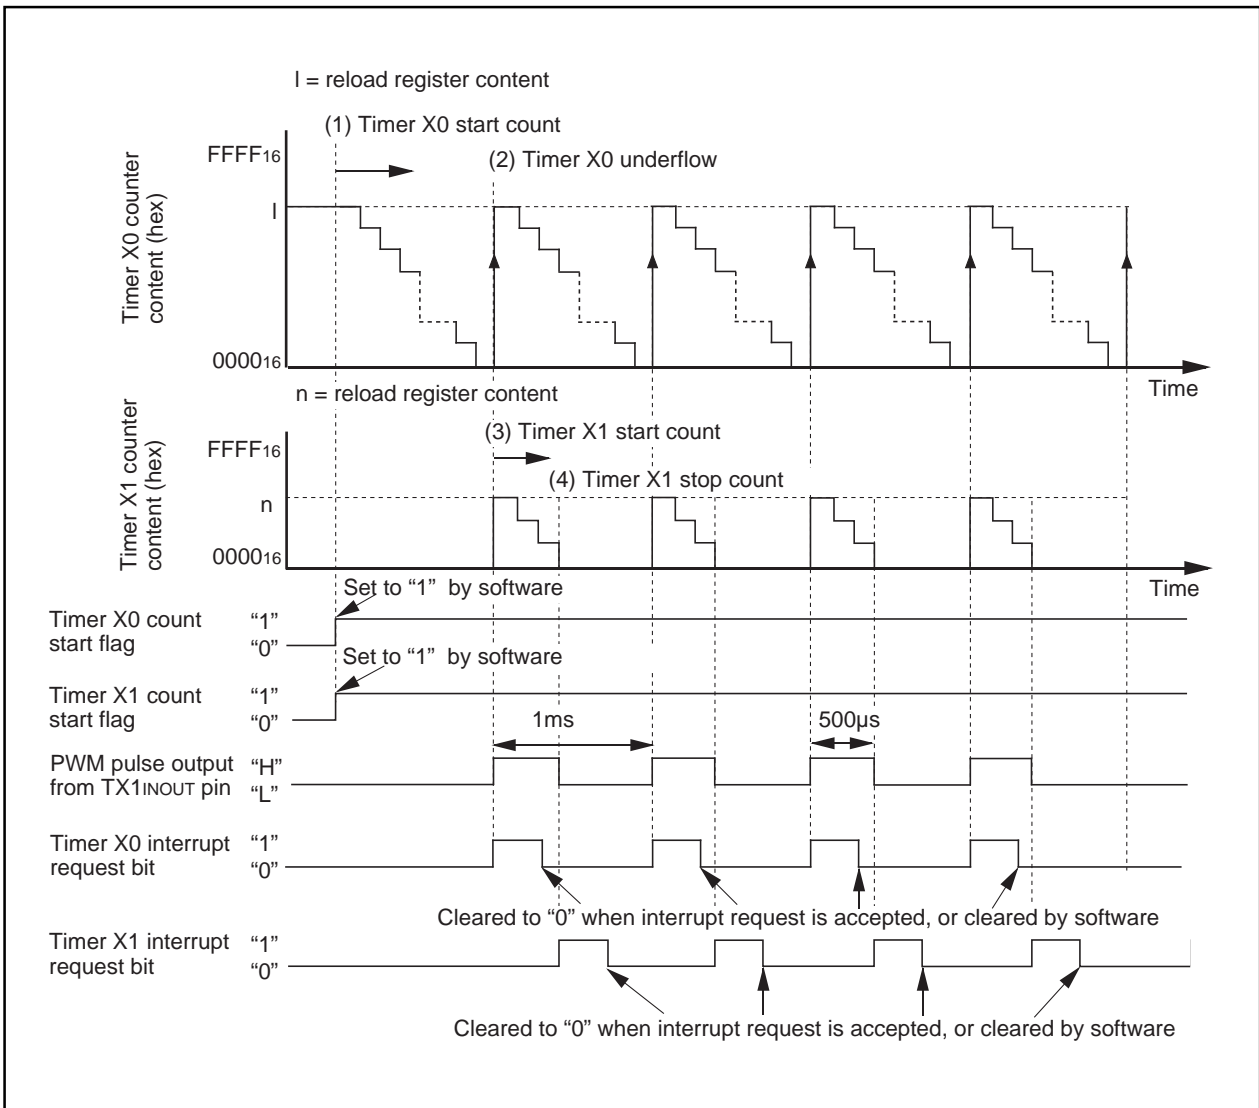 l = reload register content
(1) Timer X0 start count
FFFF16
(2) Timer X0 underflow
Timer X0 counter
content (hex)
l
000016
Time
n = reload register content
(3) Timer X1 start count
FFFF16
Timer X1 counter
content (hex)
(4) Timer X1 stop count
n
000016
Time
Set to “1” by software
Timer X0 count
start flag
“1”
“0”
Set to “1” by software
Timer X1 count
start flag
“1”
“0”
1ms
500µs
PWM pulse output
from TX1INOUT pin
“H”
“L”
Timer X0 interrupt
request bit
“1”
“0”
Cleared to “0” when interrupt request is accepted, or cleared by software
Timer X1 interrupt
request bit
“1”
“0”
Cleared to “0” when interrupt request is accepted, or cleared by software